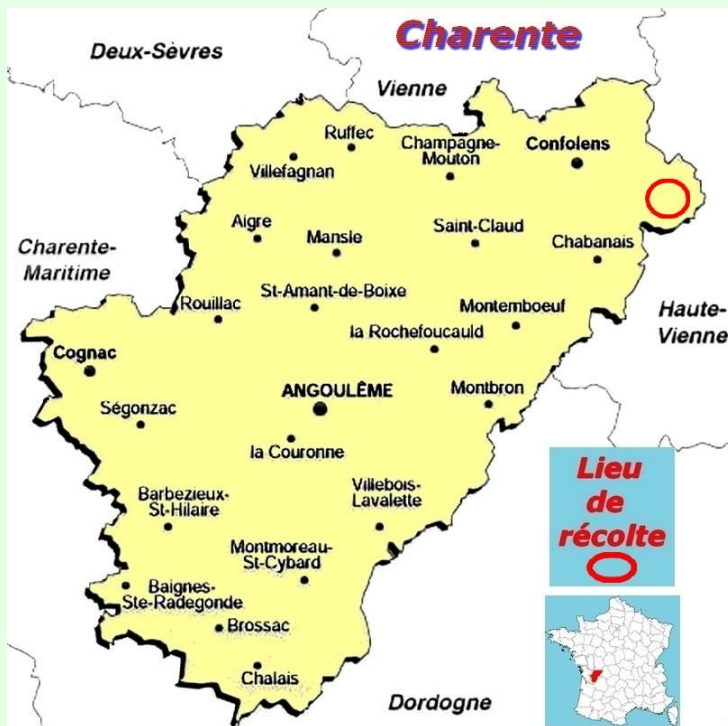 Charente
Deux-Sèvres
Vienne
Ruffec
Villefagnan
Champagne-
Mouton
Confolens
Aigre
Mansle
Saint-Claud
Chabanais
Charente-
Maritime
Rouillac
St-Amant-de-Boixe
Montemboeuf
Haute-
Vienne
la Rochefoucauld
Cognac
ANGOULÊME
Montbron
Ségonzac
la Couronne
Lieu
de
récolte
Barbezieux-
St-Hilaire
Villebois-
Lavalette
Montmoreau-
St-Cybard
Baignes-
Ste-Radegonde
Brossac
Chalais
Dordogne